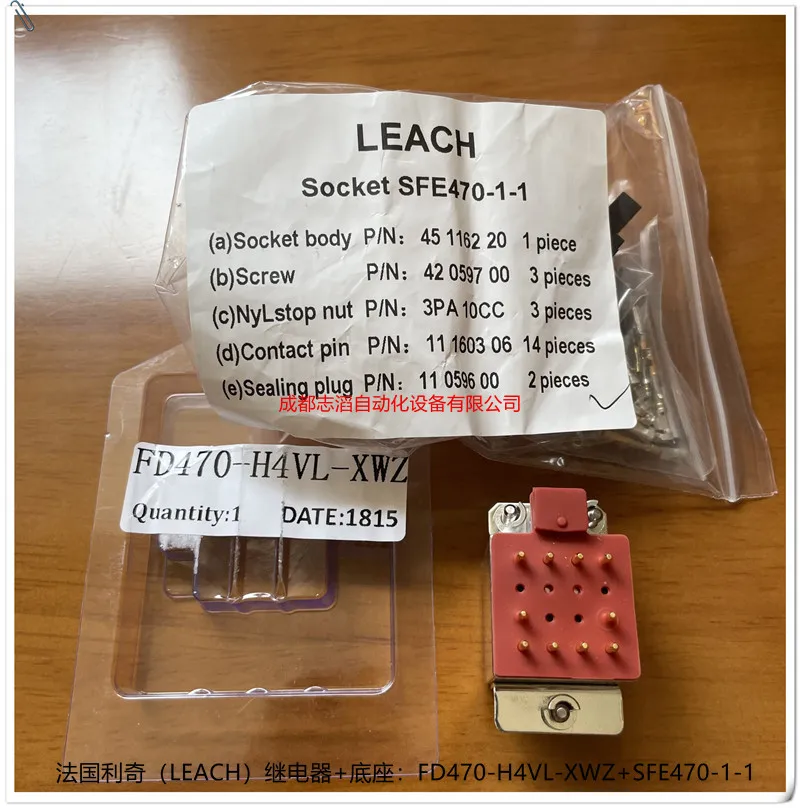 LEACH
Socket SFE470-1-1
(a)Socket body P/N: 45 1162 20 1 piece
(b)Screw P/N: 42 0597 00 3 pieces
(c)NyLstop nut P/N: 3PA 10CC 3 pieces
(d)Contact pin P/N: 11 1603 06 14 pieces
(e)Sealing plug P/N: 11 0596 00 2 pieces
成都志滔自动化设备有限公司
FD470-H4VL-XWZ
Quantity:1 DATE:1815
法国利奇（LEACH）继电器+底座：FD470-H4VL-XWZ+SFE470-1-1